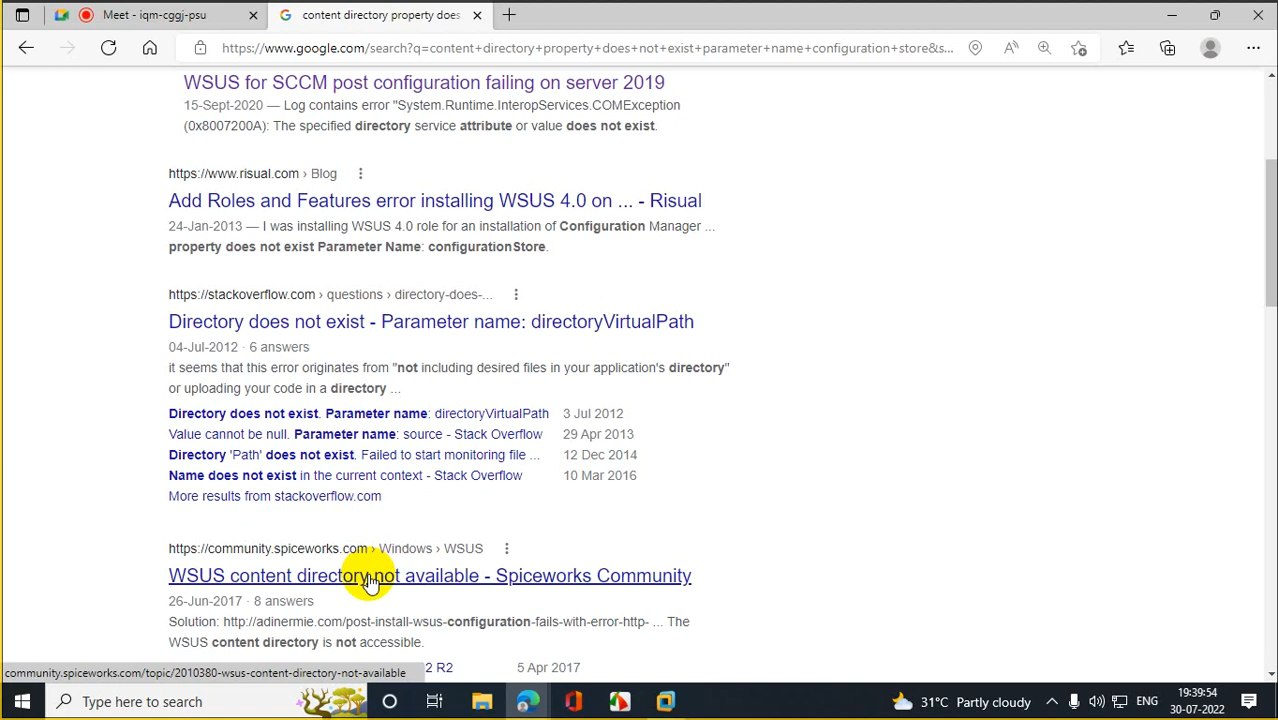 Meet - iqm-cggj-psu
content directory property does
https://www.google.com/search?q=content+directory+property+does+not+exist+parameter+name+configuration+store&s...
WSUS for SCCM post configuration failing on server 2019
15-Sept-2020 — Log contains error "System.Runtime.InteropServices.COMException
(0x8007200A): The specified directory service attribute or value does not exist.
https://www.risual.com › Blog
Add Roles and Features error installing WSUS 4.0 on ... - Risual
24-Jan-2013 — I was installing WSUS 4.0 role for an installation of Configuration Manager ...
property does not exist Parameter Name: configurationStore.
https://stackoverflow.com › questions › directory-does-...
Directory does not exist - Parameter name: directoryVirtualPath
04-Jul-2012 · 6 answers
it seems that this error originates from "not including desired files in your application's directory"
or uploading your code in a directory ...
Directory does not exist. Parameter name: directoryVirtualPath 3 Jul 2012
Value cannot be null. Parameter name: source - Stack Overflow 29 Apr 2013
Directory 'Path' does not exist. Failed to start monitoring file ... 12 Dec 2014
Name does not exist in the current context - Stack Overflow 10 Mar 2016
More results from stackoverflow.com
https://community.spiceworks.com › Windows › WSUS
WSUS content directory not available - Spiceworks Community
26-Jun-2017 · 8 answers
Solution: http://adinermie.com/post-install-wsus-configuration-fails-with-error-http- ... The
WSUS content directory is not accessible.
2 R2 5 Apr 2017
community.spiceworks.com/topic/2010380-wsus-content-directory-not-available
Type here to search
31°C Partly cloudy
ENG
19:39:54
30-07-2022